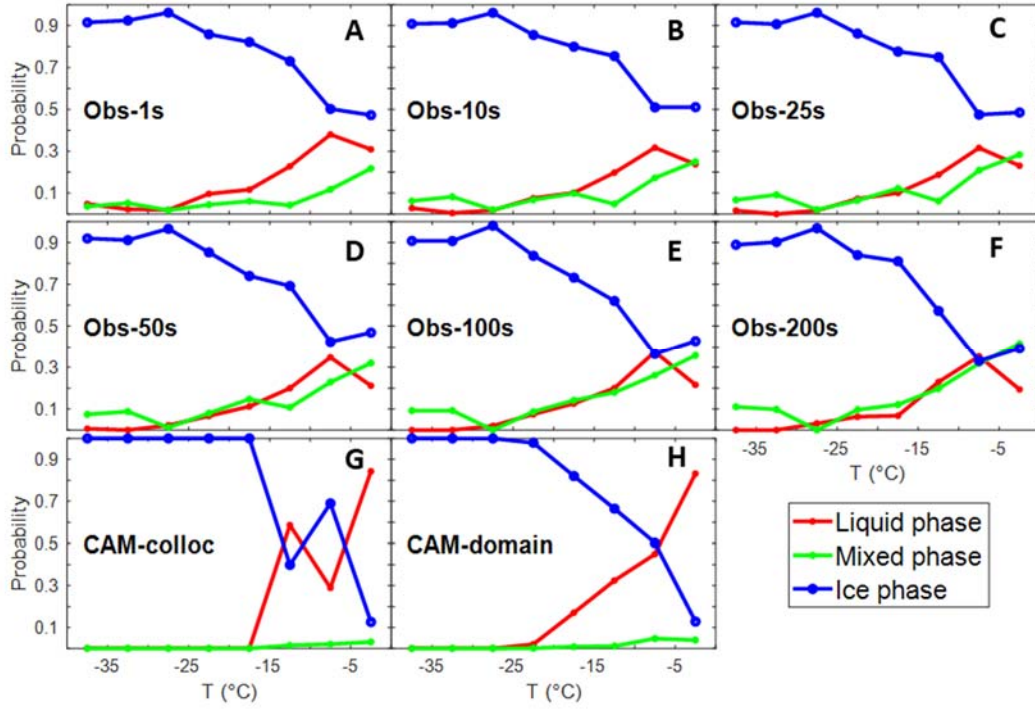 A
B
C
0.9
0.7
0.5
0.3
0.1
Probability
Obs-1s
Obs-10s
Obs-25s
D
E
F
0.9
0.7
0.5
0.3
0.1
Probability
Obs-50s
Obs-100s
Obs-200s
-35
-25
-15
-5
T (°C)
G
H
0.9
0.7
0.5
0.3
0.1
Probability
CAM-colloc
CAM-domain
Liquid phase
Mixed phase
Ice phase
-35
-25
-15
-5
T (°C)
-35
-25
-15
-5
T (°C)